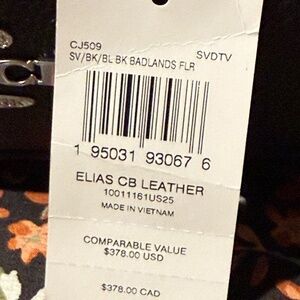 CJ509
SVDTV
SV/BK/BL BK BADLANDS FLR
1 95031 93067 6
ELIAS CB LEATHER
10011161US25
MADE IN VIETNAM
COMPARABLE VALUE
$378.00 USD
$378.00 CAD